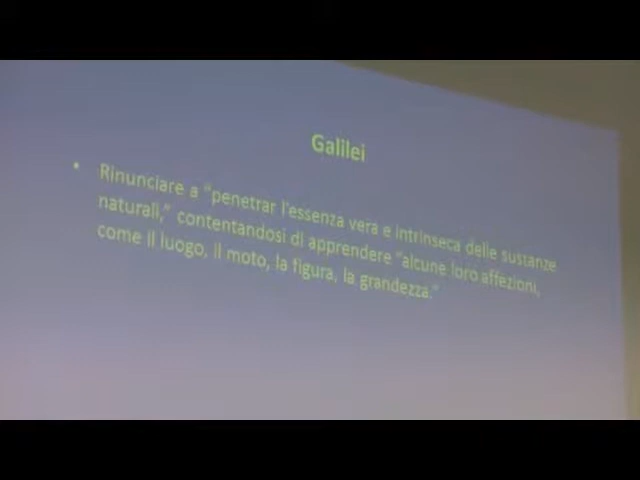 Galilei
• Rinunciare a "penetrar l'essenza vera e intrinseca delle sustanze
naturali," contentandosi di apprendere "alcune loro affezioni,
come il luogo, il moto, la figura, la grandezza."